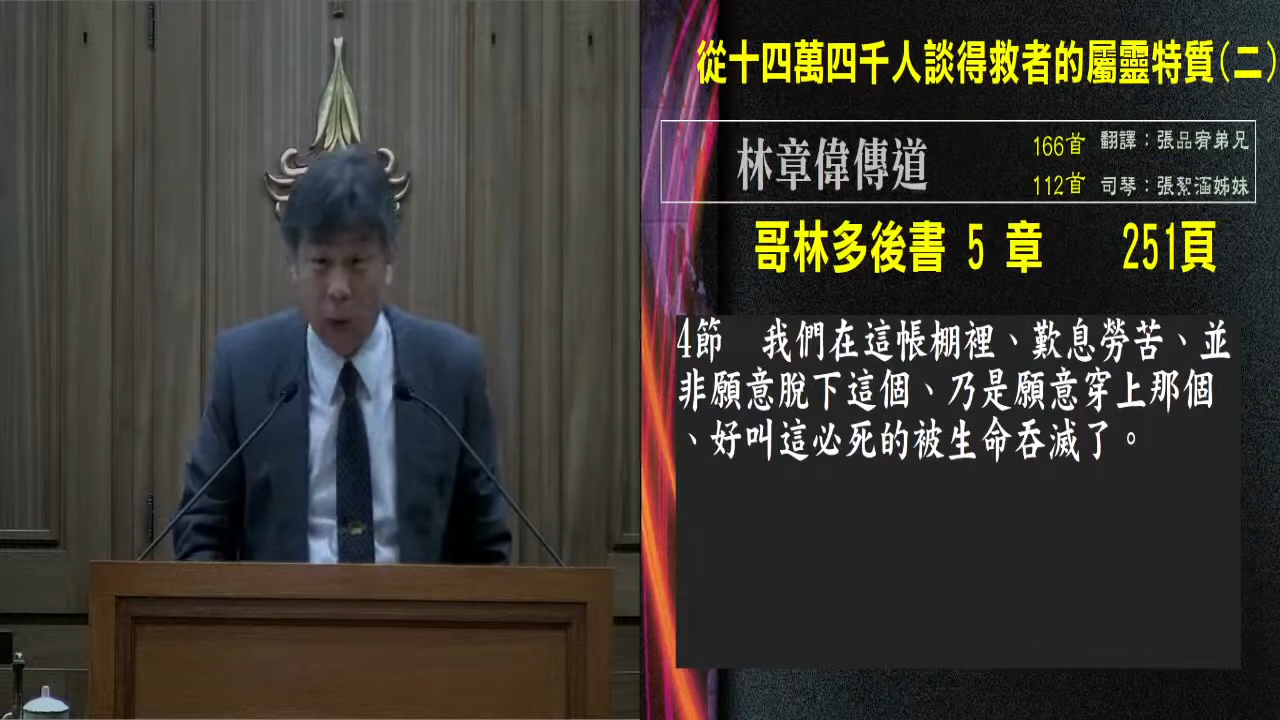 從十四萬四千人談得救者的屬靈特質(二)
林章偉傳道
166首
翻譯：張品宥弟兄
112首
司琴：張絮涵姊妹
哥林多後書 5 章 251頁
4節 我們在這帳棚裡、歎息勞苦、並
非願意脫下這個、乃是願意穿上那個
、好叫這必死的被生命吞滅了。